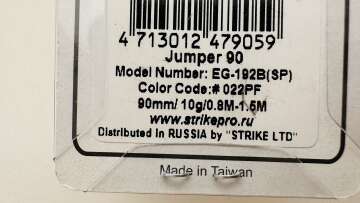 4 713012 479059
Jumper 90
Model Number: EG-192B(SP)
Color Code:# 022PF
90mm/ 10g/0.8M-1.5M
www.strikepro.ru
Distributed in RUSSIA by "STRIKE LTD"
Made in Taiwan